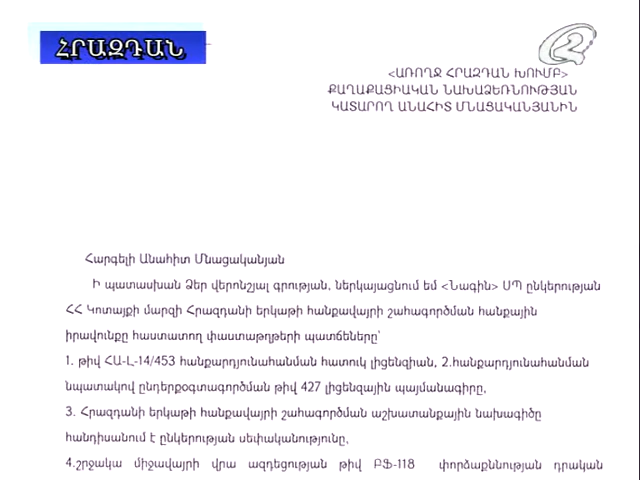 ՀՐԱԶԴԱՆ
<ԱՌՈՂՋ ՀՐԱԶԴԱՆ ԽՈՒՄԲ>
ՔԱՂԱՔԱՑԻԱԿԱՆ ՆԱԽԱՁԵՌՆՈՒԹՅԱՆ
ԿԱՏԱՐՈՂ ԱՆԱՀԻՏ ՄՆԱՑԱԿԱՆՅԱՆԻՆ
Հարգելի Անահիտ Մնացականյան
Ի պատասխան Ձեր վերոնշյալ գրության, ներկայացնում եմ <Նագին> ՍՊ ընկերության
ՀՀ Կոտայքի մարզի Հրազդանի երկաթի հանքավայրի շահագործման հանքային
իրավունքը հաստատող փաստաթղթերի պատճեները՝
1. թիվ ՀԱ-Լ-14/453 հանքարդյունահանման հատուկ լիցենզիան, 2.հանքարդյունահանման
նպատակով ընդերքօգտագործման թիվ 427 լիցենզային պայմանագիրը,
3. Հրազդանի երկաթի հանքավայրի շահագործման աշխատանքային նախագիծը
հանդիսանում է ընկերության սեփականությունը,
4.շրջակա միջավայրի վրա ազդեցության թիվ ԲՓ-118 փորձաքննության դրական